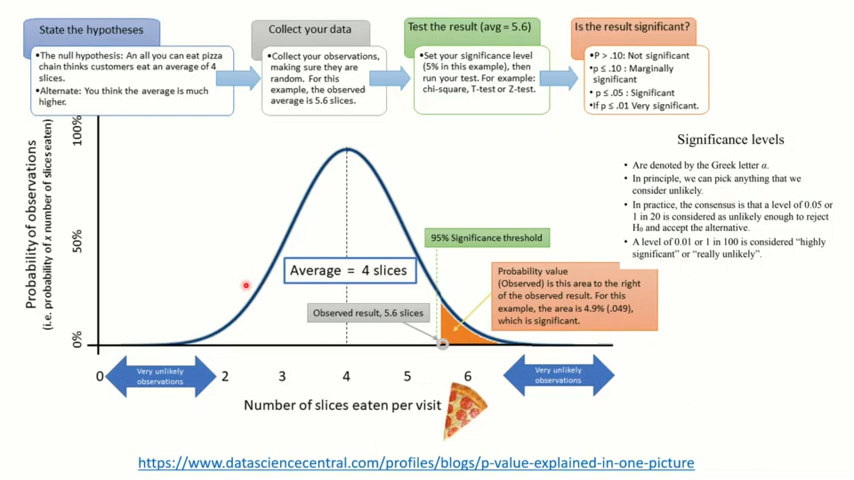 State the hypotheses
•The null hypothesis: An all you can eat pizza
chain thinks customers eat an average of 4
slices.
•Alternate: You think the average is much
higher.
Collect your data
•Collect your observations,
making sure they are
random. For this
example, the observed
average is 5.6 slices.
Test the result (avg = 5.6)
•Set your significance level
(5% in this example), then
run your test. For example:
chi-square, T-test or Z-test.
Is the result significant?
•P > .10: Not significant
•p ≤ .10 : Marginally
significant
• p ≤ .05 : Significant
•If p ≤ .01 Very significant.
Significance levels
• Are denoted by the Greek letter α.
• In principle, we can pick anything that we
consider unlikely.
• In practice, the consensus is that a level of 0.05 or
1 in 20 is considered as unlikely enough to reject
H₀ and accept the alternative.
• A level of 0.01 or 1 in 100 is considered “highly
significant” or “really unlikely”.
Probability of observations
(i.e. probability of a number of slices eaten)
100%
50%
0%
95% Significance threshold
Average = 4 slices
Observed result, 5.6 slices
Probability value
(Observed) is this area to the right
of the observed result. For this
example, the area is 4.9% (.049),
which is significant.
0
Very unlikely
observations
2
3
4
5
6
Very unlikely
observations
Number of slices eaten per visit
https://www.datasciencecentral.com/profiles/blogs/p-value-explained-in-one-picture